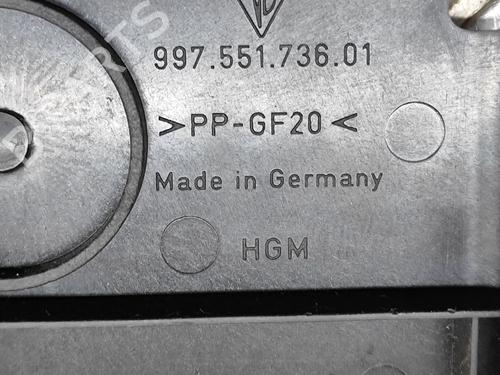 997.551.736.01
>PP-GF20<
Made in Germany
HGM